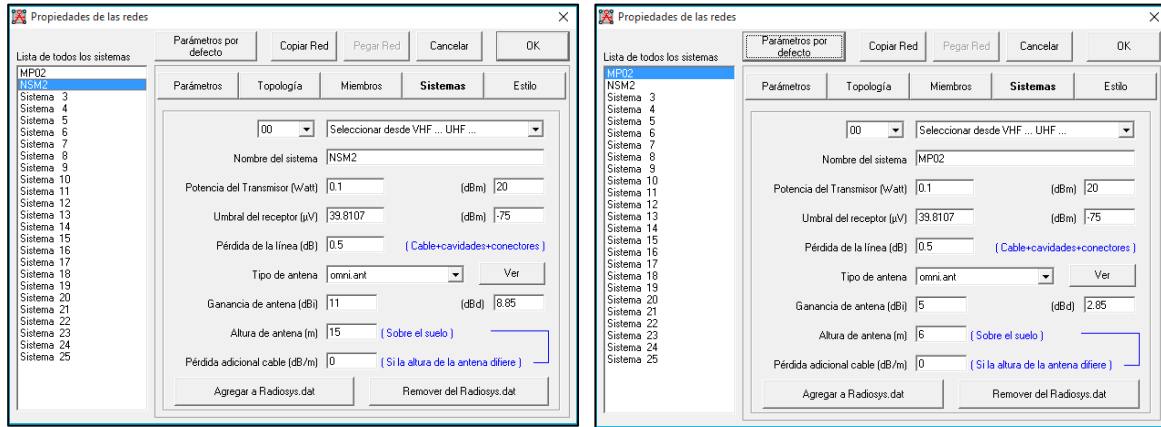 Propiedades de las redes
Parámetros por defecto Copiar Red Pegar Red Cancelar OK
Lista de todos los sistemas
MP02
NSM2
Sistema 3
Sistema 4
Sistema 5
Sistema 6
Sistema 7
Sistema 8
Sistema 9
Sistema 10
Sistema 11
Sistema 12
Sistema 13
Sistema 14
Sistema 15
Sistema 16
Sistema 17
Sistema 18
Sistema 19
Sistema 20
Sistema 21
Sistema 22
Sistema 23
Sistema 24
Sistema 25
Parámetros Topología Miembros Sistemas Estilo
00 Seleccionar desde VHF ... UHF ...
Nombre del sistema NSM2
Potencia del Transmisor (Watt) 0.1 (dBm) 20
Umbral del receptor (µV) 39.8107 (dBm) -75
Pérdida de la línea (dB) 0.5 ( Cable+cavidades+conectores )
Tipo de antena omni.ant Ver
Ganancia de antena (dBi) 11 (dBd) 8.85
Altura de antena (m) 15 ( Sobre el suelo )
Pérdida adicional cable (dB/m) 0 ( Si la altura de la antena difiere )
Agregar a Radiosys.dat Remover del Radiosys.dat
Propiedades de las redes
Parámetros por defecto Copiar Red Pegar Red Cancelar OK
Lista de todos los sistemas
MP02
NSM2
Sistema 3
Sistema 4
Sistema 5
Sistema 6
Sistema 7
Sistema 8
Sistema 9
Sistema 10
Sistema 11
Sistema 12
Sistema 13
Sistema 14
Sistema 15
Sistema 16
Sistema 17
Sistema 18
Sistema 19
Sistema 20
Sistema 21
Sistema 22
Sistema 23
Sistema 24
Sistema 25
Parámetros Topología Miembros Sistemas Estilo
00 Seleccionar desde VHF ... UHF ...
Nombre del sistema MP02
Potencia del Transmisor (Watt) 0.1 (dBm) 20
Umbral del receptor (µV) 39.8107 (dBm) -75
Pérdida de la línea (dB) 0.5 ( Cable+cavidades+conectores )
Tipo de antena omni.ant Ver
Ganancia de antena (dBi) 5 (dBd) 2.85
Altura de antena (m) 6 ( Sobre el suelo )
Pérdida adicional cable (dB/m) 0 ( Si la altura de la antena difiere )
Agregar a Radiosys.dat Remover del Radiosys.dat